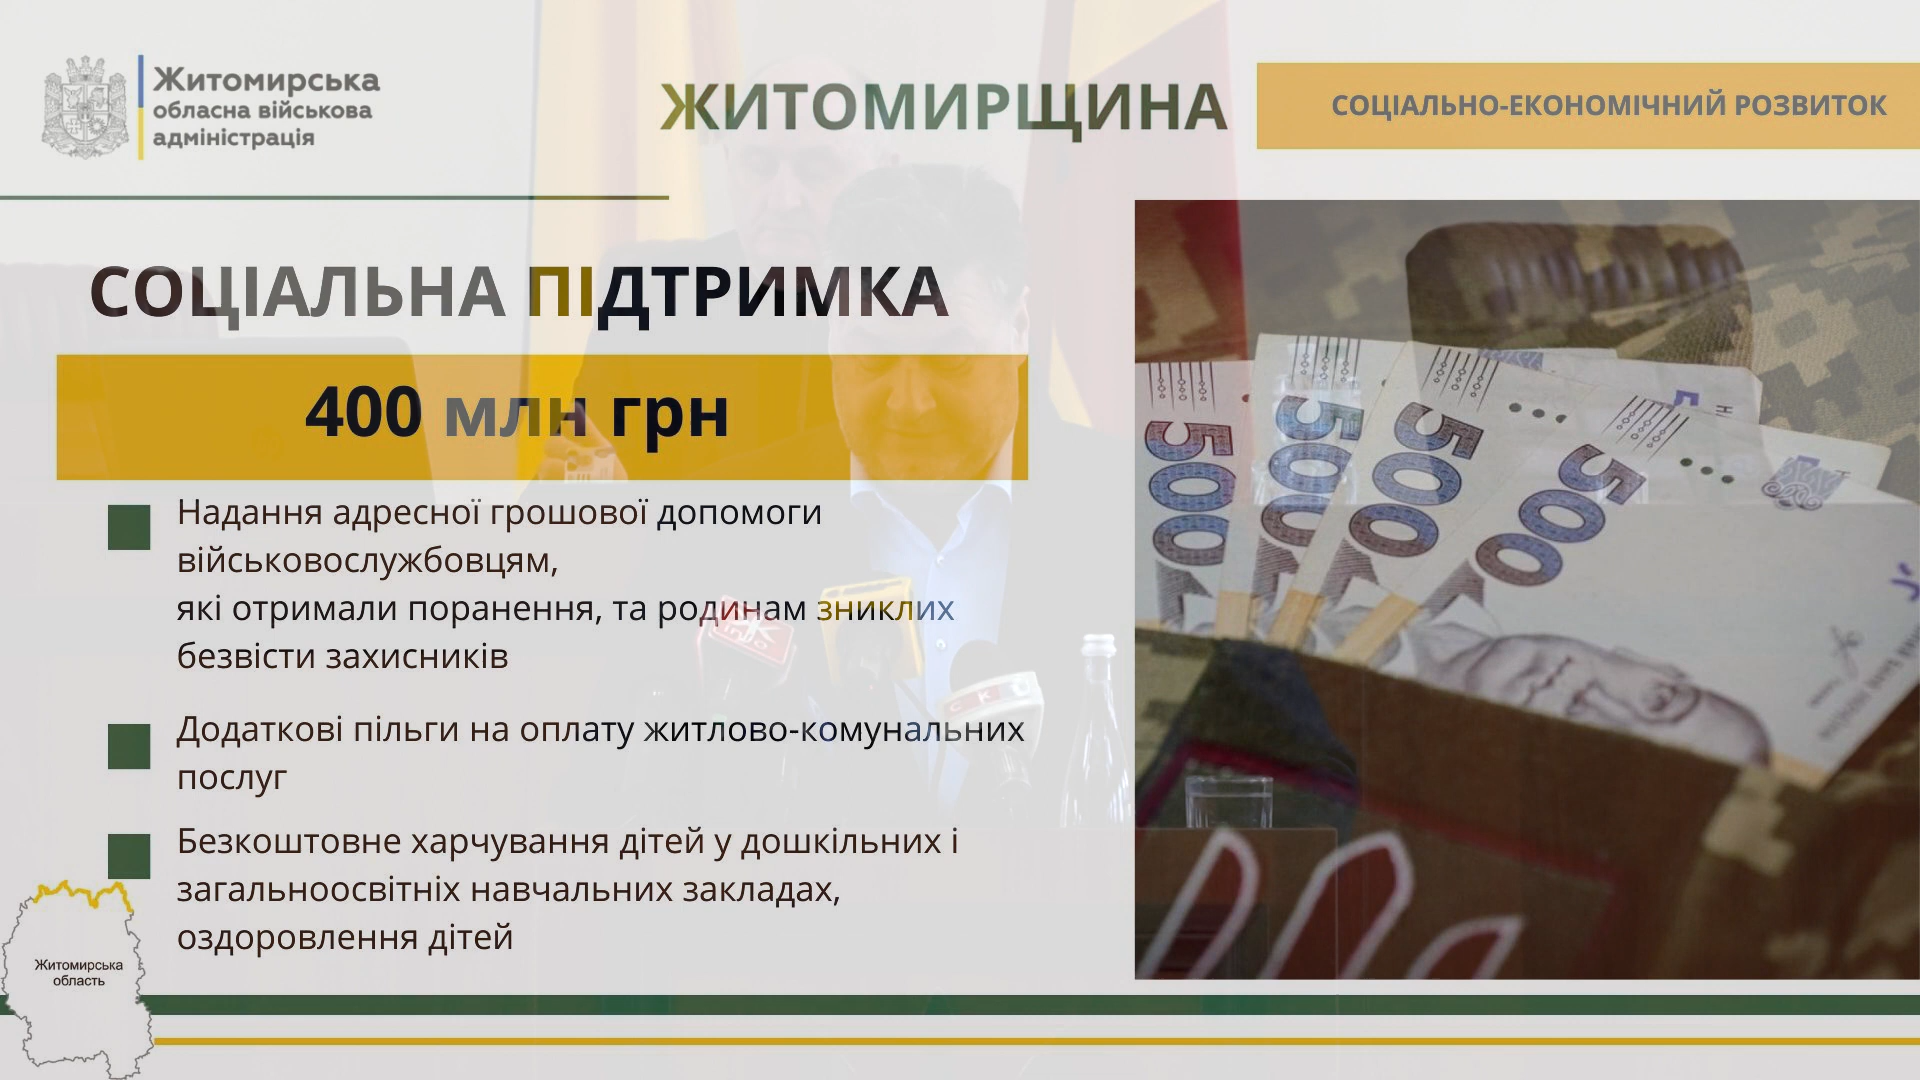 Житомирська
обласна військова
адміністрація
ЖИТОМИРЩИНА
СОЦІАЛЬНО-ЕКОНОМІЧНИЙ РОЗВИТОК
СОЦІАЛЬНА ПІДТРИМКА
400 млн грн
Надання адресної грошової допомоги
військовослужбовцям,
які отримали поранення, та родинам зниклих
безвісти захисників
Додаткові пільги на оплату житлово-комунальних
послуг
Безкоштовне харчування дітей у дошкільних і
загальноосвітніх навчальних закладах,
оздоровлення дітей
Житомирська
область
500
500
500
500